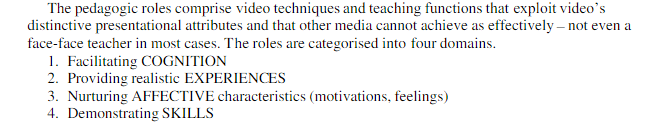 The pedagogic roles comprise video techniques and teaching functions that exploit video's
distinctive presentational attributes and that other media cannot achieve as effectively – not even a
face-face teacher in most cases. The roles are categorised into four domains.
1. Facilitating COGNITION
2. Providing realistic EXPERIENCES
3. Nurturing AFFECTIVE characteristics (motivations, feelings)
4. Demonstrating SKILLS